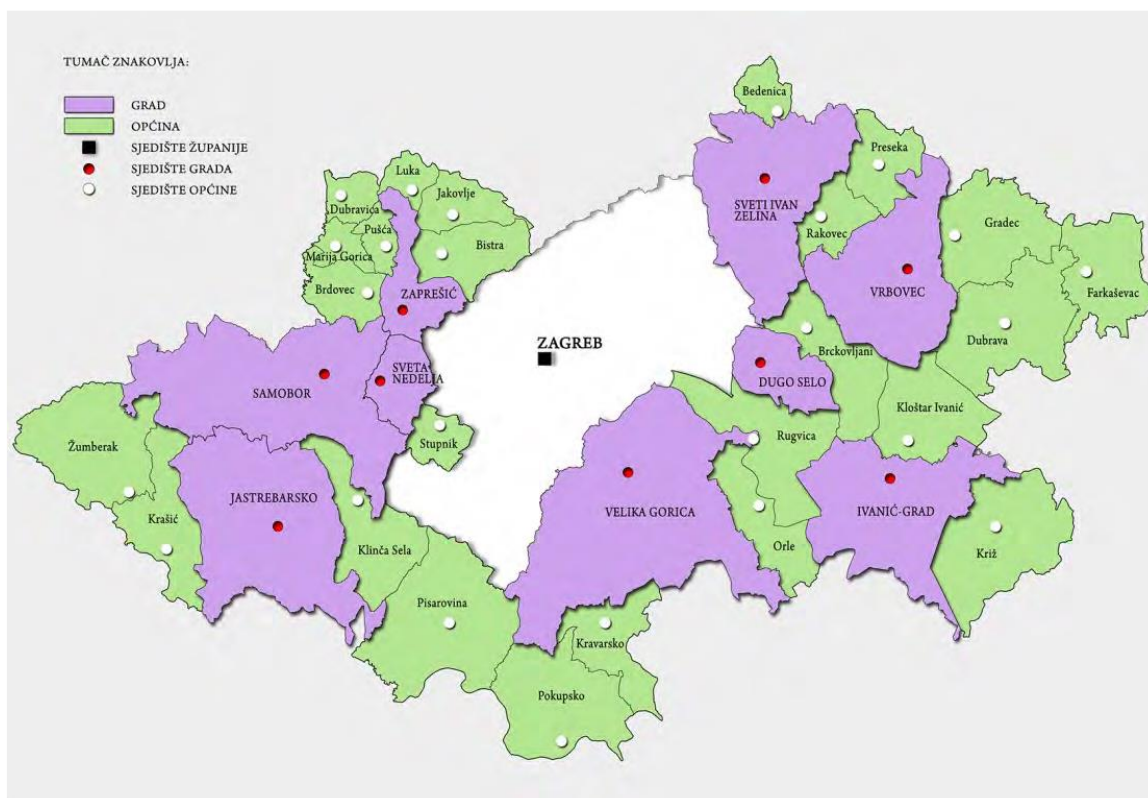 TUMAČ ZNAKOVLJA:
GRAD
OPĆINA
SJEDIŠTE ŽUPANIJE
SJEDIŠTE GRADA
SJEDIŠTE OPĆINE
Bedenica
Preseka
Luka
Jakovlje
Dubravica
SVETI IVAN
ZELINA
Pušća
Rakovec
Gradec
Bistra
Marija Gorica
Brdovec
ZAPREŠIĆ
VRBOVEC
Farkaševac
ZAGREB
Dubrava
Brckovljani
SVETA
NEDELJA
DUGO SELO
SAMOBOR
Kloštar Ivanić
Žumberak
Stupnik
Rugvica
JASTREBARSKO
VELIKA GORICA
IVANIĆ-GRAD
Krašić
Klinča Sela
Orle
Križ
Pisarovina
Kravarsko
Pokupsko